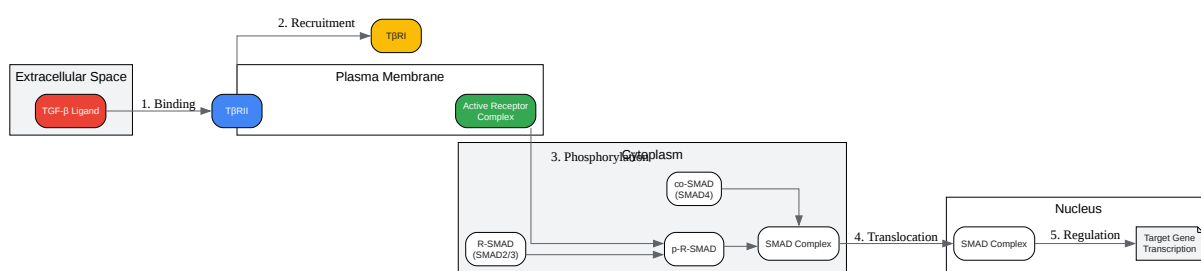 2. Recruitment
TβRI
Extracellular Space
Plasma Membrane
TGF-β Ligand
1. Binding
TβRII
Active Receptor
Complex
3. Phosphorylation
Cytoplasm
co-SMAD
(SMAD4)
R-SMAD
(SMAD2/3)
p-R-SMAD
SMAD Complex
4. Translocation
Nucleus
SMAD Complex
5. Regulation
Target Gene
Transcription